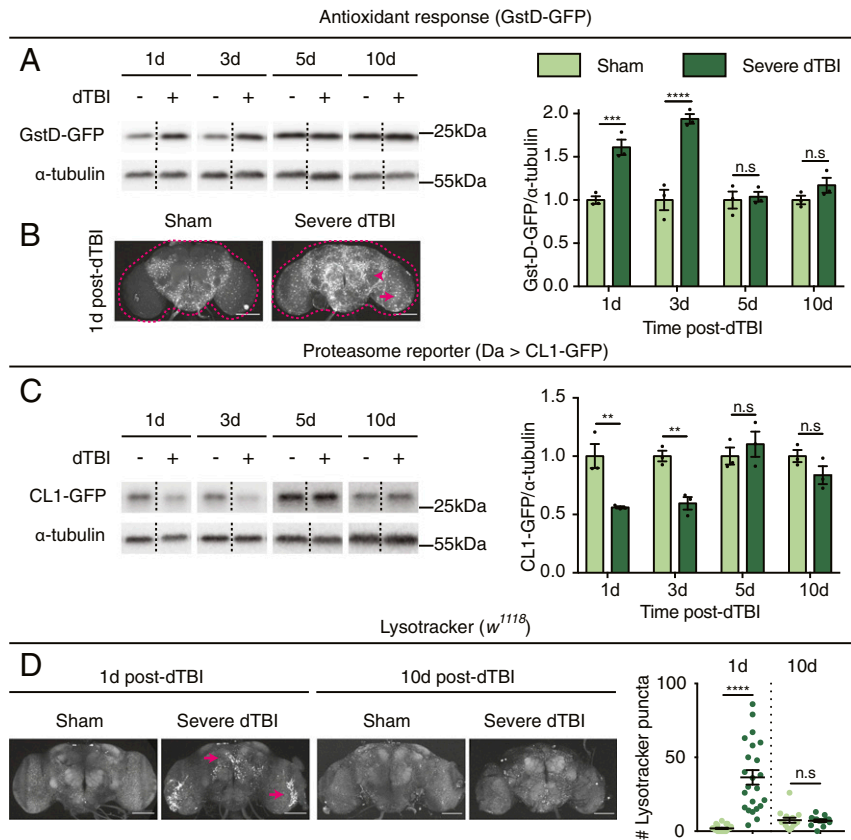 Antioxidant response (GstD-GFP)
A
1d 3d 5d 10d
dTBI - + - + - + - +
GstD-GFP
—25kDa
α-tubulin
—55kDa
Sham Severe dTBI
Gst-D-GFP/α-tubulin
2.0
1.5
1.0
0.5
0.0
***
****
n.s
n.s
1d 3d 5d 10d
Time post-dTBI
B
Sham Severe dTBI
1d post-dTBI
Proteasome reporter (Da > CL1-GFP)
C
1d 3d 5d 10d
dTBI - + - + - + - +
CL1-GFP
—25kDa
α-tubulin
—55kDa
CL1-GFP/α-tubulin
1.5
1.0
0.5
0.0
**
**
n.s
n.s
1d 3d 5d 10d
Time post-dTBI
Lysotracker (w1118)
D
1d post-dTBI 10d post-dTBI
Sham Severe dTBI Sham Severe dTBI
# Lysotracker puncta
100
50
0
1d 10d
****
n.s